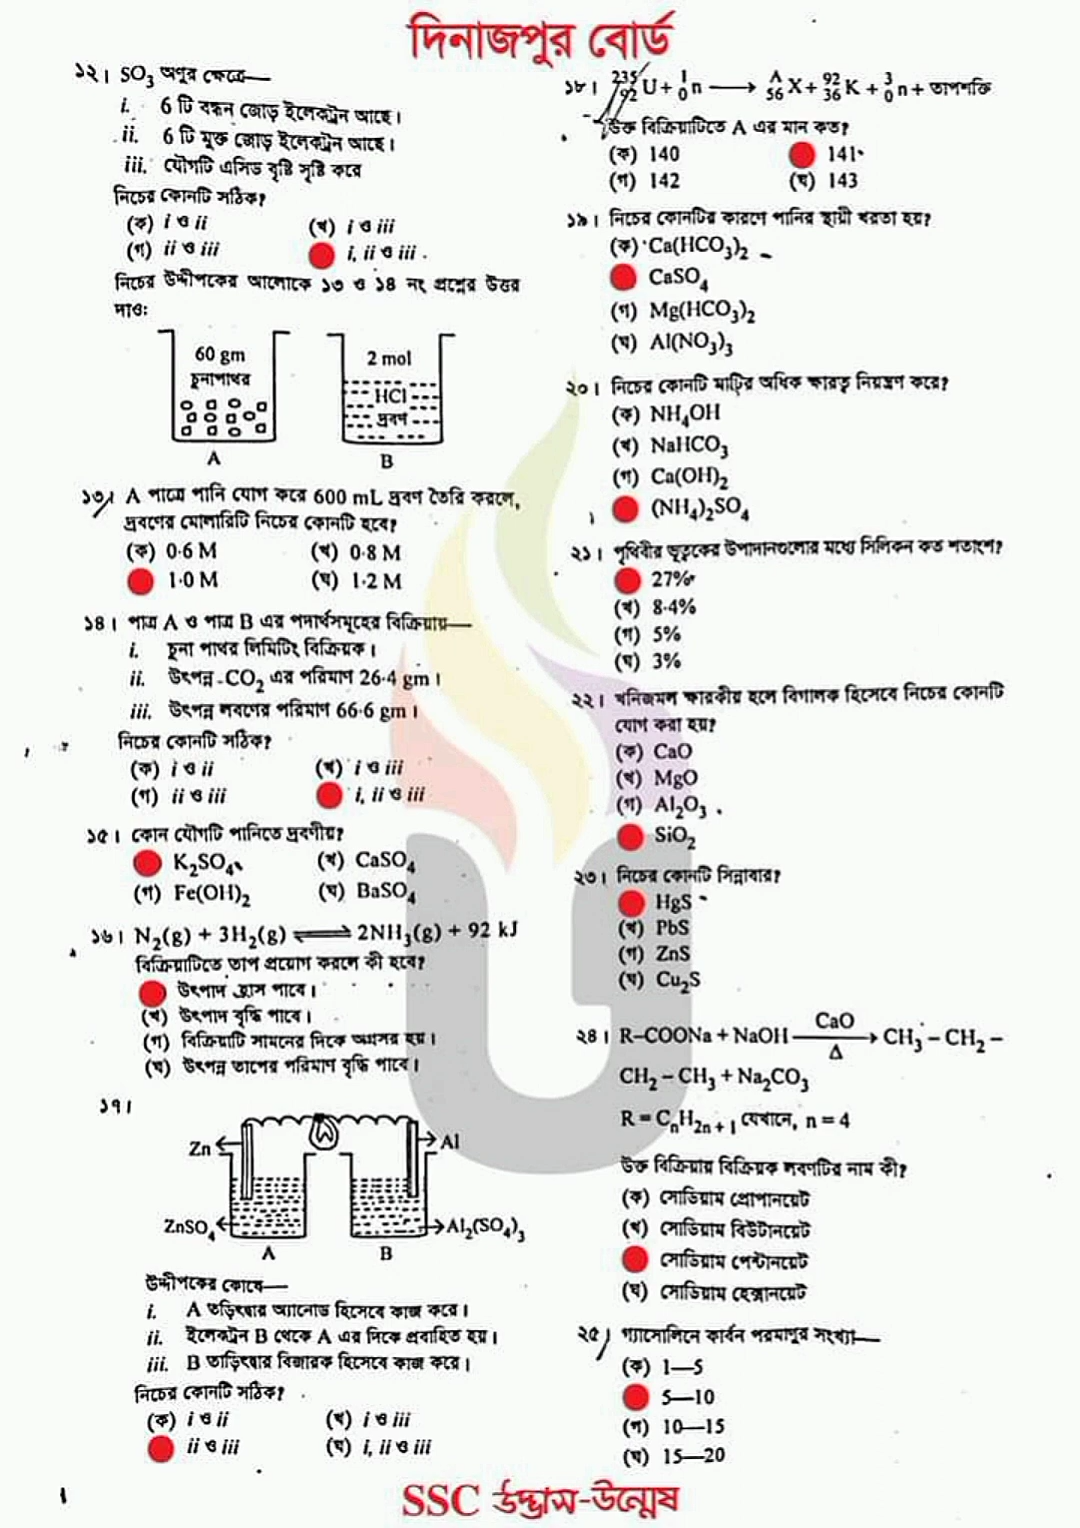 দিনাজপুর বোর্ড
১২। SO3 অণুর ক্ষেত্রে—
i. 6 টি বন্ধন জোড় ইলেকট্রন আছে।
ii. 6 টি মুক্ত জোড় ইলেকট্রন আছে।
iii. যৌগটি এসিড বৃষ্টি সৃষ্টি করে
নিচের কোনটি সঠিক?
(ক) i ও ii (খ) i ও iii
(গ) ii ও iii i, ii ও iii
নিচের উদ্দীপকের আলোকে ১৩ ও ১৪ নং প্রশ্নের উত্তর
দাও:
60 gm
চুনাপাথর
A
2 mol
HCl
দ্রবণ
B
১৩। A পাত্রে পানি যোগ করে 600 mL দ্রবণ তৈরি করলে,
দ্রবণের মোলারিটি নিচের কোনটি হবে?
(ক) 0·6 M (খ) 0·8 M
1·0 M (ঘ) 1·2 M
১৪। পাত্র A ও পাত্র B এর পদার্থসমূহের বিক্রিয়ায়—
i. চুনা পাথর লিমিটিং বিক্রিয়ক।
ii. উৎপন্ন CO2 এর পরিমাণ 26·4 gm।
iii. উৎপন্ন লবণের পরিমাণ 66·6 gm।
নিচের কোনটি সঠিক?
(ক) i ও ii (খ) i ও iii
(গ) ii ও iii i, ii ও iii
১৫। কোন যৌগটি পানিতে দ্রবণীয়?
K2SO4 (খ) CaSO4
(গ) Fe(OH)2 (ঘ) BaSO4
১৬। N2(g) + 3H2(g) ⇌ 2NH3(g) + 92 kJ
বিক্রিয়াটিতে তাপ প্রয়োগ করলে কী হবে?
উৎপাদ হ্রাস পাবে।
(খ) উৎপাদ বৃদ্ধি পাবে।
(গ) বিক্রিয়াটি সামনের দিকে অগ্রসর হয়।
(ঘ) উৎপন্ন তাপের পরিমাণ বৃদ্ধি পাবে।
১৭।
Zn
Al
ZnSO4
Al2(SO4)3
A
B
উদ্দীপকের কোষে—
i. A তড়িৎদ্বার অ্যানোড হিসেবে কাজ করে।
ii. ইলেকট্রন B থেকে A এর দিকে প্রবাহিত হয়।
iii. B তাড়িৎদ্বার বিজারক হিসেবে কাজ করে।
নিচের কোনটি সঠিক?
(ক) i ও ii (খ) i ও iii
ii ও iii (ঘ) i, ii ও iii
১৮। 235 92 U + 1 0 n ⟶ A 56 X + 92 36 K + 3 0 n + তাপশক্তি
উক্ত বিক্রিয়াটিতে A এর মান কত?
(ক) 140 141
(গ) 142 (ঘ) 143
১৯। নিচের কোনটির কারণে পানির স্থায়ী খরতা হয়?
(ক) Ca(HCO3)2
CaSO4
(গ) Mg(HCO3)2
(ঘ) Al(NO3)3
২০। নিচের কোনটি মাটির অধিক ক্ষারত্ব নিয়ন্ত্রণ করে?
(ক) NH4OH
(খ) NaHCO3
(গ) Ca(OH)2
(NH4)2SO4
২১। পৃথিবীর ভূত্বকের উপাদানগুলোর মধ্যে সিলিকন কত শতাংশ?
27%
(খ) 8·4%
(গ) 5%
(ঘ) 3%
২২। খনিজমল ক্ষারকীয় হলে বিগালক হিসেবে নিচের কোনটি
যোগ করা হয়?
(ক) CaO
(খ) MgO
(গ) Al2O3
SiO2
২৩। নিচের কোনটি সিন্নাবার?
HgS
(খ) PbS
(গ) ZnS
(ঘ) Cu2S
২৪। R–COONa + NaOH CaO Δ → CH3 – CH2 –
CH2 – CH3 + Na2CO3
R = CnH2n + 1 যেখানে, n = 4
উক্ত বিক্রিয়ায় বিক্রিয়ক লবণটির নাম কী?
(ক) সোডিয়াম প্রোপানয়েট
(খ) সোডিয়াম বিউটানয়েট
সোডিয়াম পেন্টানয়েট
(ঘ) সোডিয়াম হেক্সানয়েট
২৫। গ্যাসোলিনে কার্বন পরমাণুর সংখ্যা—
(ক) 1—5
5—10
(গ) 10—15
(ঘ) 15—20
SSC উদ্ভাস-উন্মেষ